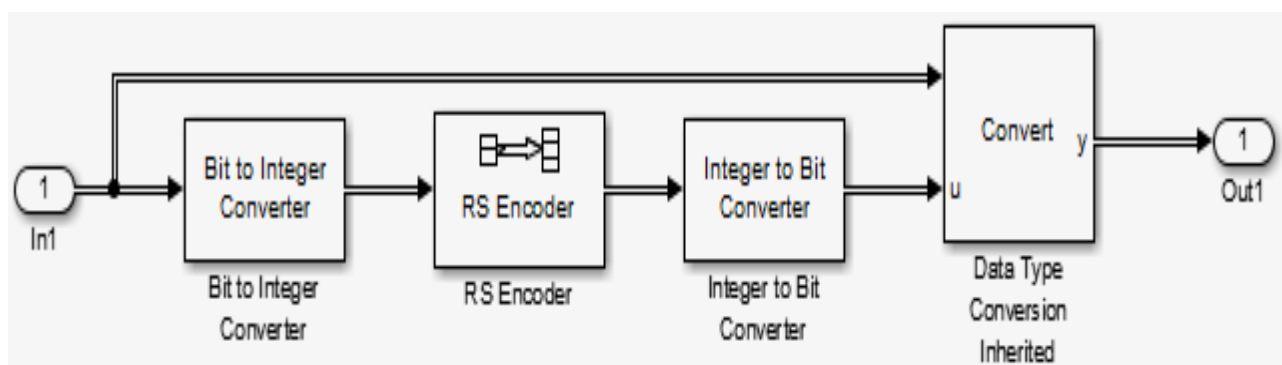 1
In1
Bit to Integer
Converter
Bit to Integer
Converter
RS Encoder
RS Encoder
Integer to Bit
Converter
Integer to Bit
Converter
Convert
u
y
Data Type
Conversion
Inherited
1
Out1